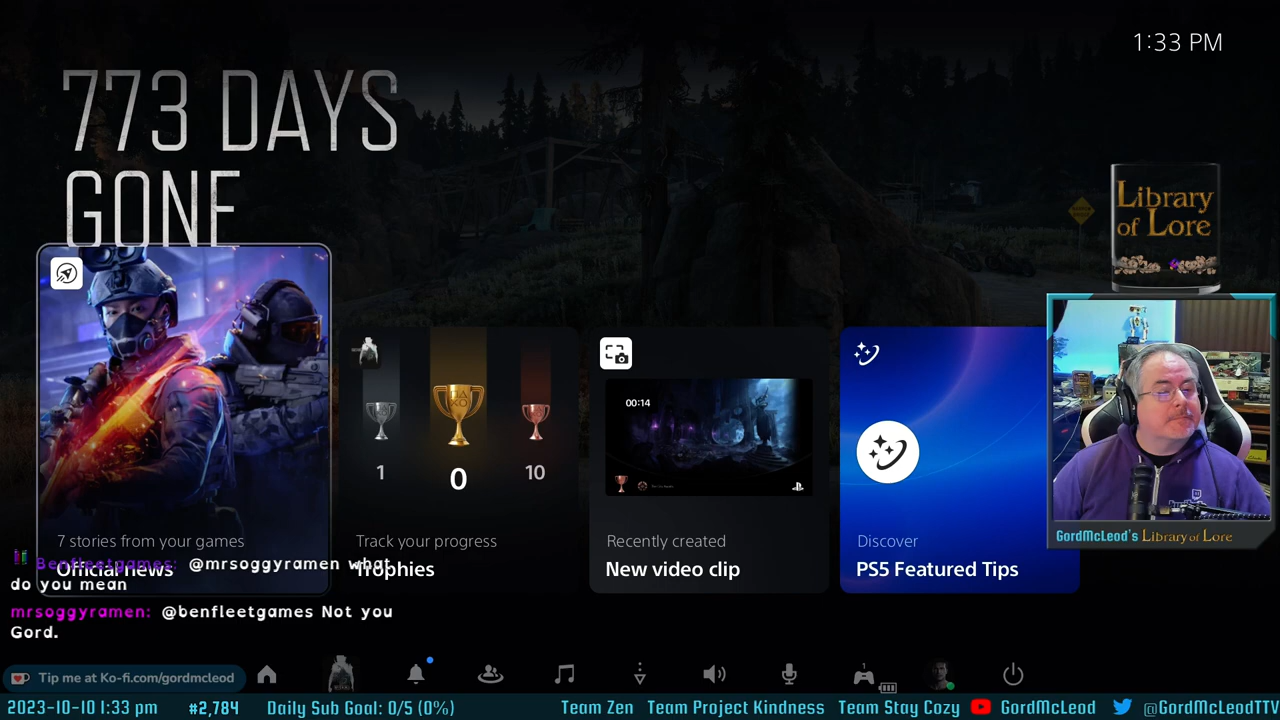 1:33 PM
773 DAYS
GONE
Library
of Lore
00:14
1
0
10
7 stories from your games
Official news
Track your progress
Trophies
Recently created
New video clip
Discover
PS5 Featured Tips
GordMcLeod's Library of Lore
Benfleetgames: @mrsoggyramen what
do you mean
mrsoggyramen: @benfleetgames Not you
Gord.
Tip me at Ko-fi.com/gordmcleod
1
2023-10-10 1:33 pm #2,784 Daily Sub Goal: 0/5 (0%) Team Zen Team Project Kindness Team Stay Cozy GordMcLeod @GordMcLeodTTV